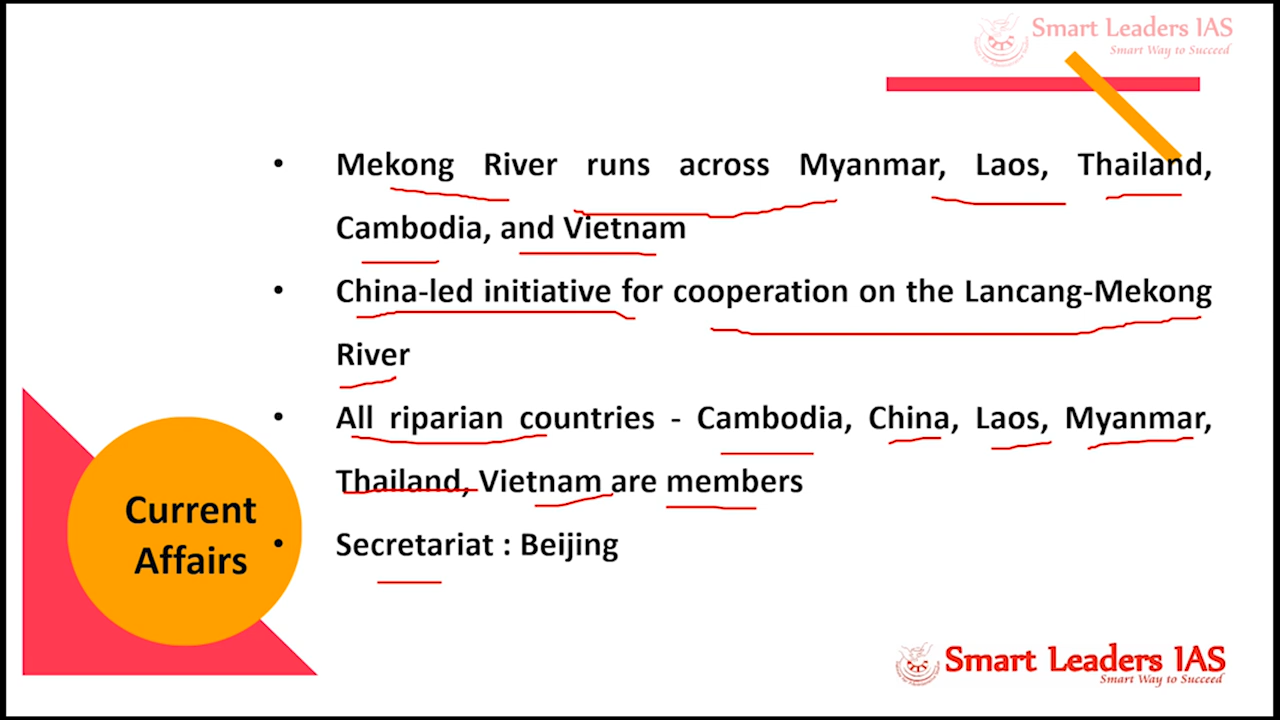 Smart Leaders IAS
Smart Way to Succeed
• Mekong River runs across Myanmar, Laos, Thailand,
Cambodia, and Vietnam
• China-led initiative for cooperation on the Lancang-Mekong
River
• All riparian countries - Cambodia, China, Laos, Myanmar,
Thailand, Vietnam are members
• Secretariat : Beijing
Current
Affairs
Smart Leaders IAS
Smart Way to Succeed